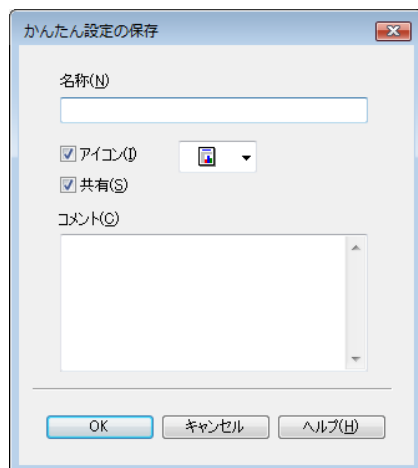 かんたん設定の保存
名称(N)
アイコン(I)
共有(S)
コメント(C)
OK
キャンセル
ヘルプ(H)